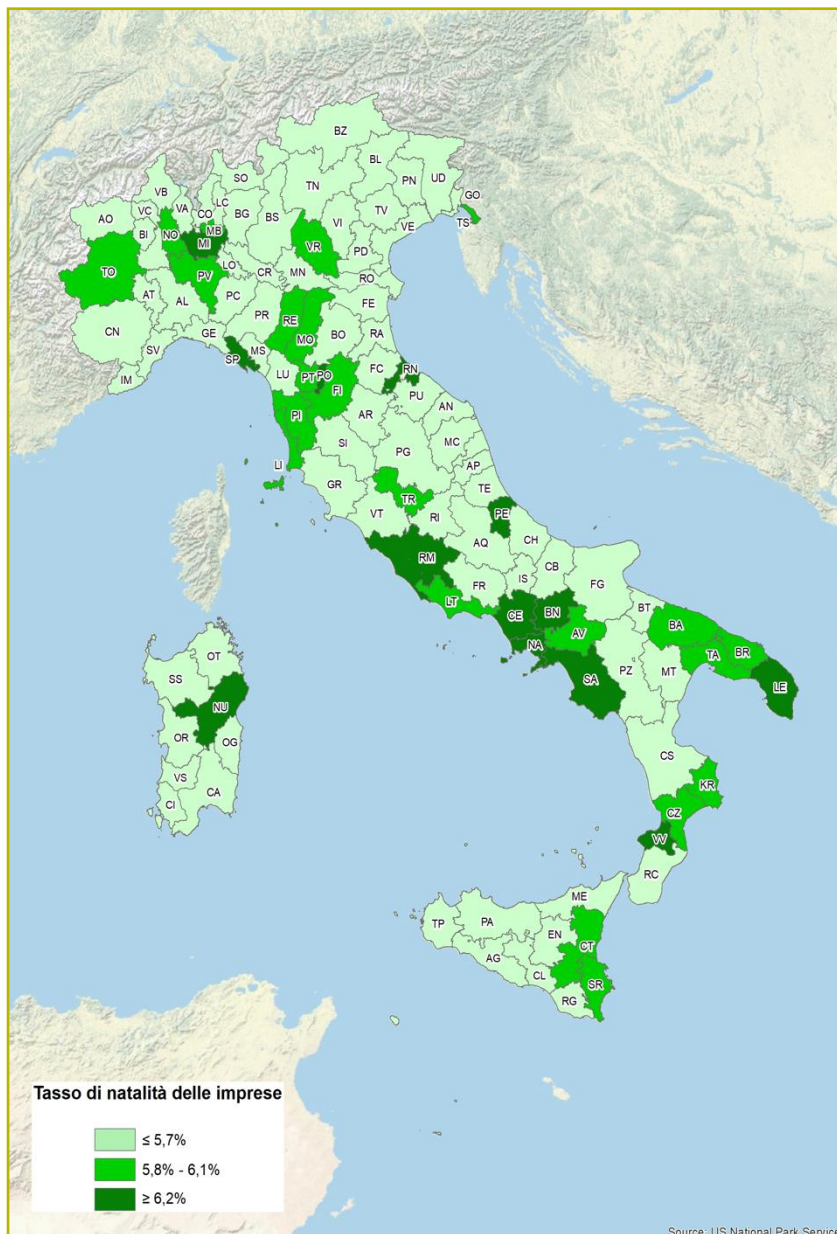 BZ
BL
SO
TN
PN
UD
VB
LC
GO
VA
CO
BG
BS
VI
TV
AO
VC
MB
VE
TS
BI
NO
MI
VR
PD
TO
PV
LO
CR
MN
RO
AT
AL
PC
FE
PR
RE
CN
GE
MO
BO
RA
SV
SP
MS
FC
RN
IM
LU
PT
PO
FI
PU
PI
AR
AN
SI
MC
LI
PG
AP
GR
TR
TE
VT
RI
PE
AQ
CH
RM
CB
FR
IS
FG
LT
CE
BN
BT
BA
AV
NA
TA
BR
OT
SA
PZ
MT
LE
SS
NU
OR
OG
CS
VS
KR
CI
CA
CZ
VV
RC
ME
TP
PA
EN
CT
AG
CL
SR
RG
Tasso di natalità delle imprese
≤ 5,7%
5,8% - 6,1%
≥ 6,2%
Source: US National Park Service